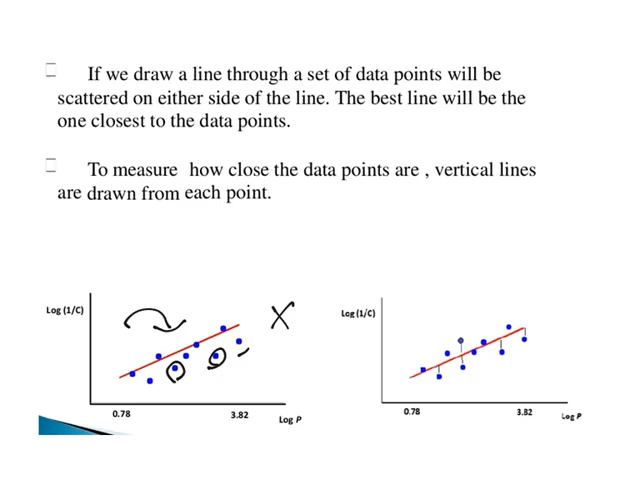 If we draw a line through a set of data points will be
scattered on either side of the line. The best line will be the
one closest to the data points.
To measure how close the data points are , vertical lines
are drawn from each point.
Log (1/C)
X
0.78
3.82
Log P
Log (1/C)
0.78
3.82
Log P